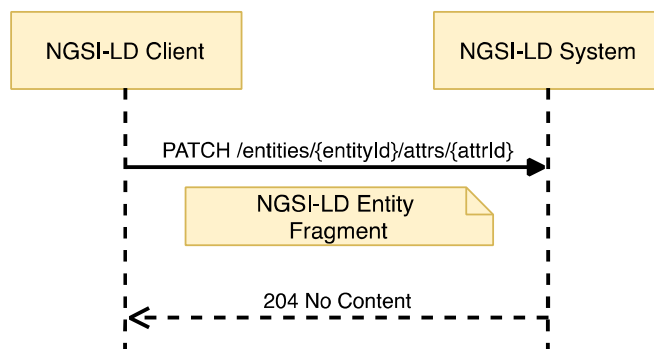 NGSI-LD Client
NGSI-LD System
PATCH /entities/{entityId}/attrs/{attrId}
NGSI-LD Entity
Fragment
204 No Content